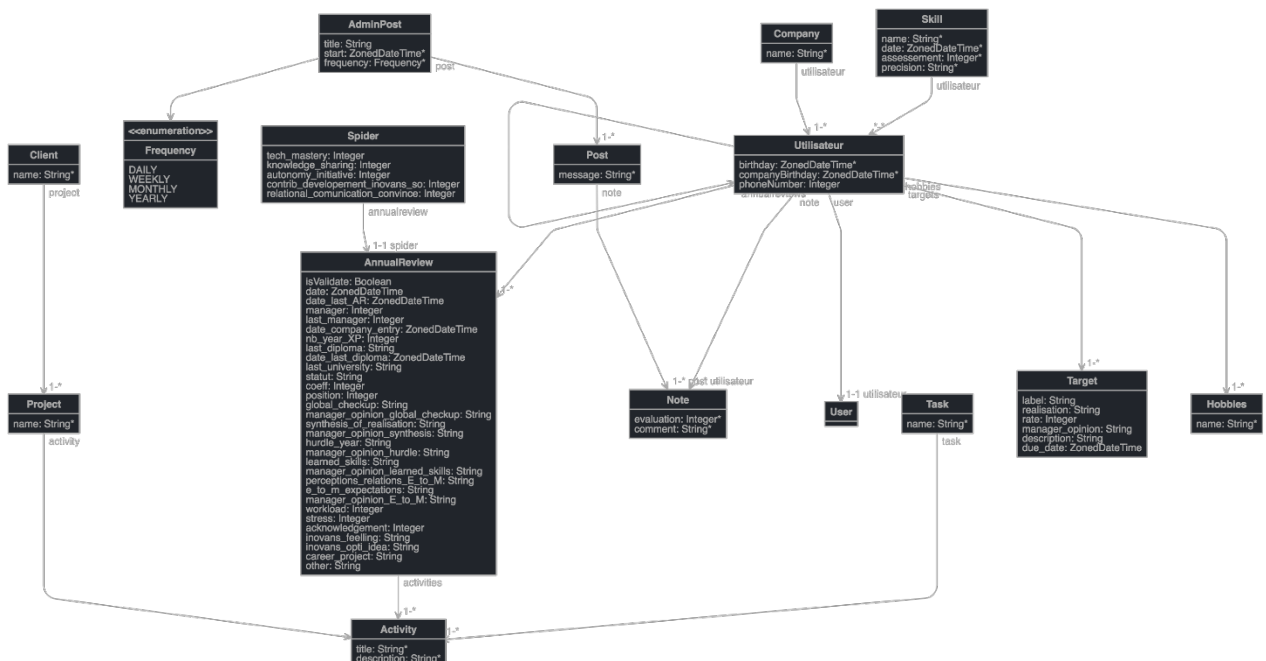 AdminPost
title: String
start: ZonedDateTime*
frequency: Frequency*
post
Company
name: String*
utilisateur
Skill
name: String*
date: ZonedDateTime*
assessement: Integer*
precision: String*
utilisateur
<<enumeration>>
Frequency
DAILY
WEEKLY
MONTHLY
YEARLY
Client
name: String*
project
Spider
tech_mastery: Integer
knowledge_sharing: Integer
autonomy_initiative: Integer
contrib_developement_inovans_so: Integer
relational_comunication_convince: Integer
annualreview
1-*
Post
message: String*
note
1-*
*-*
Utilisateur
birthday: ZonedDateTime*
companyBirthday: ZonedDateTime*
phoneNumber: Integer
annualreviews
note
user
hobbies
targets
1-1 spider
AnnualReview
isValidate: Boolean
date: ZonedDateTime
date_last_AR: ZonedDateTime
manager: Integer
last_manager: Integer
date_company_entry: ZonedDateTime
nb_year_XP: Integer
last_diploma: String
date_last_diploma: ZonedDateTime
last_university: String
statut: String
coeff: Integer
position: Integer
global_checkup: String
manager_opinion_global_checkup: String
synthesis_of_realisation: String
manager_opinion_synthesis: String
hurdle_year: String
manager_opinion_hurdle: String
learned_skills: String
manager_opinion_learned_skills: String
perceptions_relations_E_to_M: String
e_to_m_expectations: String
manager_opinion_E_to_M: String
workload: Integer
stress: Integer
acknowledgement: Integer
inovans_feelling: String
inovans_opti_idea: String
career_project: String
other: String
activities
1-*
1-*
Project
name: String*
activity
1-* post utilisateur
Note
evaluation: Integer*
comment: String*
1-1 utilisateur
User
Task
name: String*
task
1-*
Target
label: String
realisation: String
rate: Integer
manager_opinion: String
description: String
due_date: ZonedDateTime
1-*
Hobbies
name: String*
1-*
1-*
Activity
title: String*
description: String*